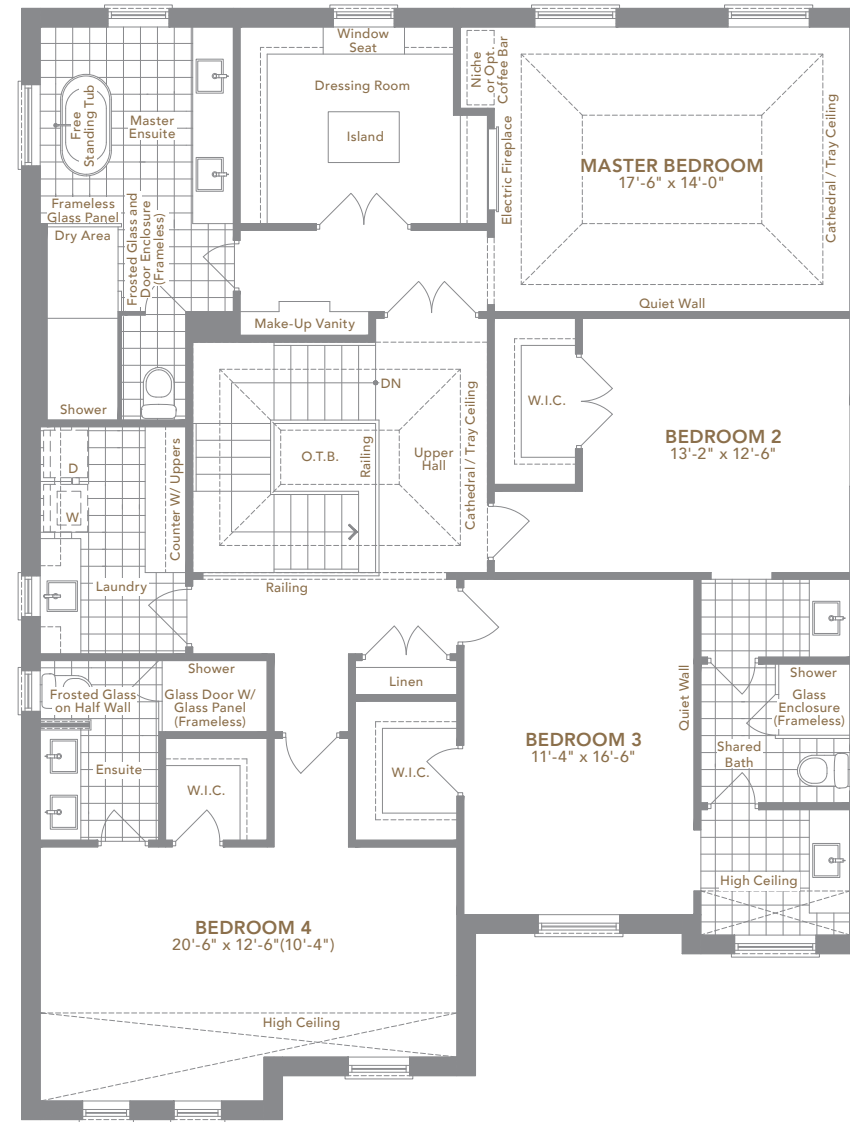 Window
Seat
Niche
or Opt.
Coffee Bar
Dressing Room
Island
Free
Standing Tub
Master
Ensuite
Electric Fireplace
MASTER BEDROOM
17'-6" x 14'-0"
Cathedral / Tray Ceiling
Frameless
Glass Panel
Dry Area
Frosted Glass and
Door Enclosure
(Frameless)
Quiet Wall
Make-Up Vanity
DN
Shower
W.I.C.
O.T.B.
Railing
Upper
Hall
Cathedral / Tray Ceiling
BEDROOM 2
13'-2" x 12'-6"
D
W
Counter W/ Uppers
Laundry
Railing
Linen
Shower
Glass Door W/
Glass Panel
(Frameless)
Frosted Glass
on Half Wall
Ensuite
W.I.C.
W.I.C.
BEDROOM 3
11'-4" x 16'-6"
Quiet Wall
Shower
Glass
Enclosure
(Frameless)
Shared
Bath
High Ceiling
BEDROOM 4
20'-6" x 12'-6"(10'-4")
High Ceiling